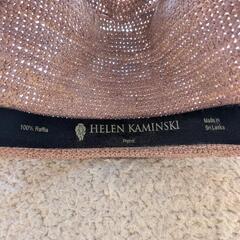 100% Raffia
HELEN KAMINSKI
Made in
Sri Lanka